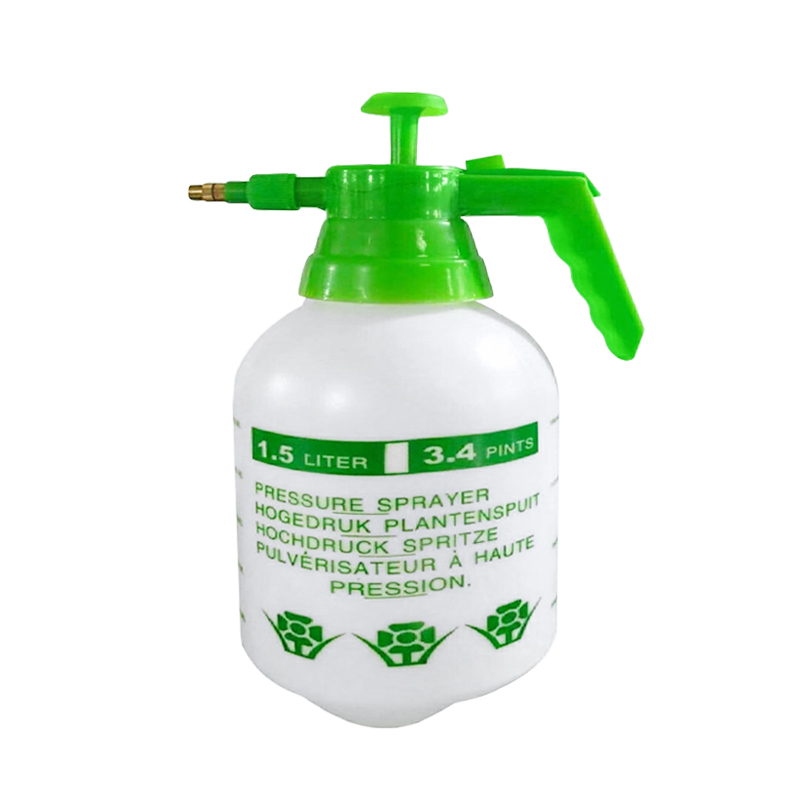 1.5 LITER 3.4 PINTS
PRESSURE SPRAYER
HOGEDRUK PLANTENSPUIT
HOCHDRUCK SPRITZE
PULVÉRISATEUR À HAUTE
PRESSION.